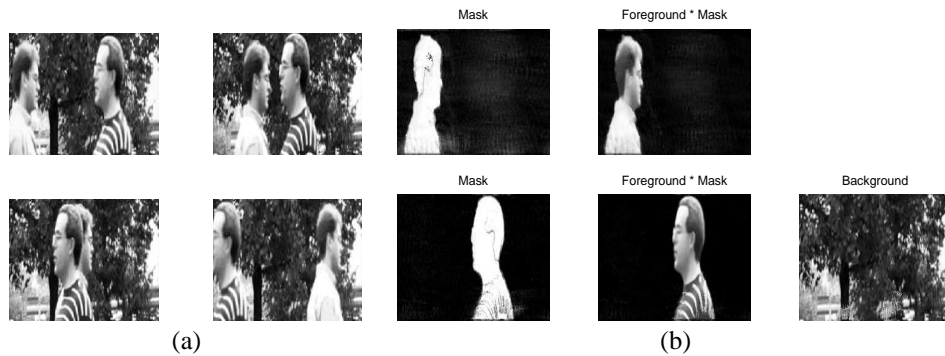 Mask
Foreground * Mask
Mask
Foreground * Mask
Background
(a)
(b)